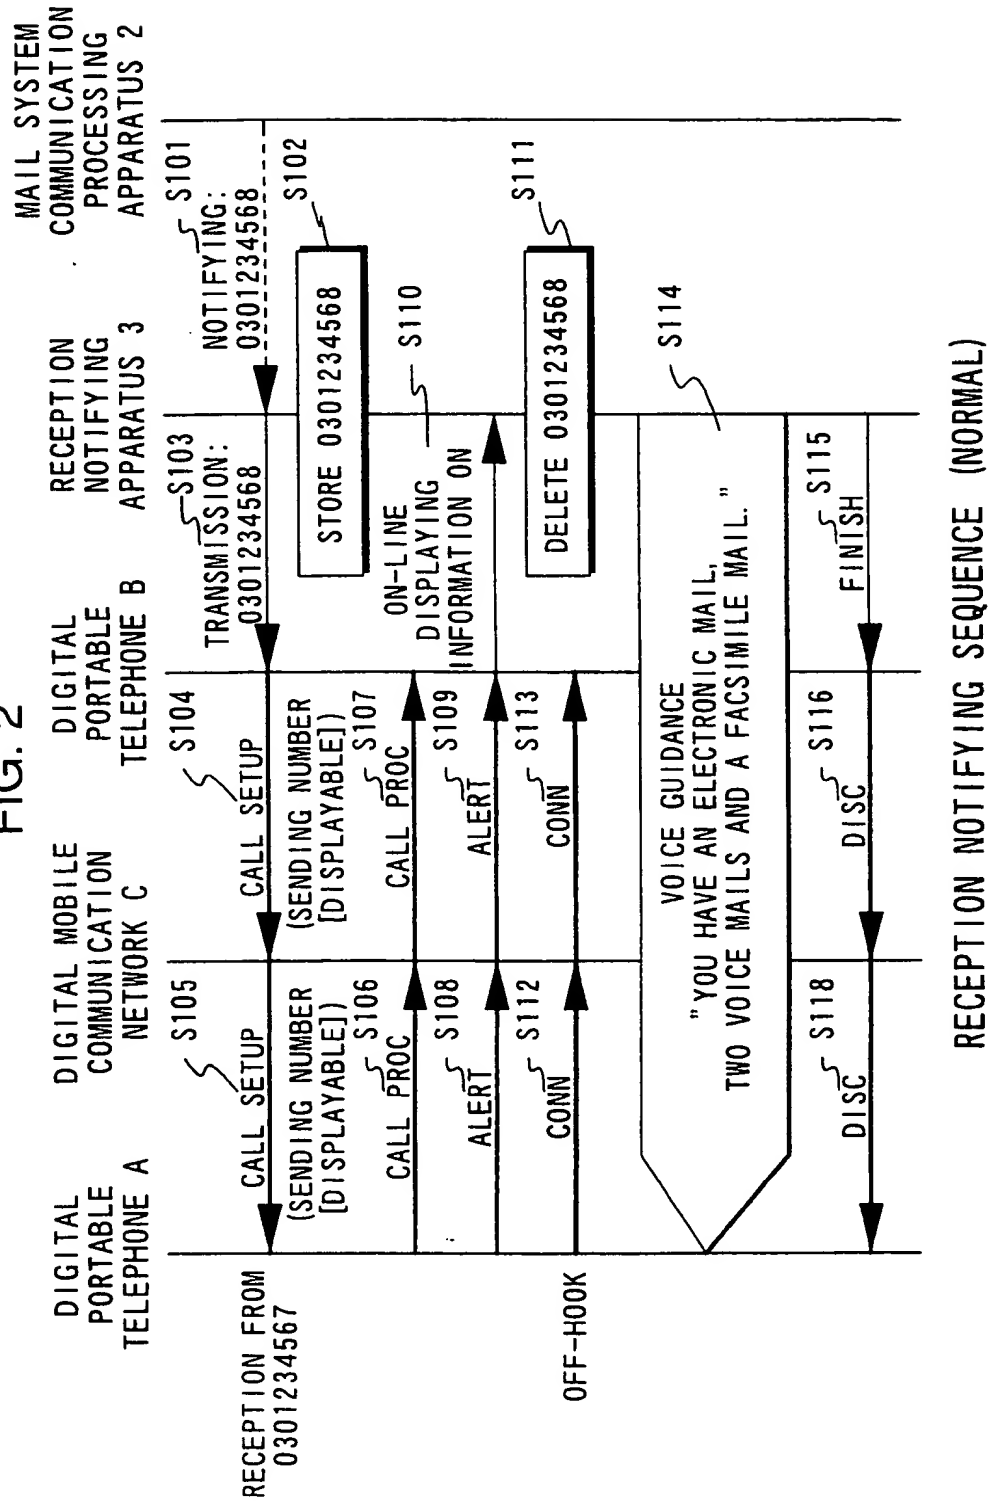 FIG. 2
DIGITAL
PORTABLE
TELEPHONE A
DIGITAL MOBILE
COMMUNICATION
NETWORK C
DIGITAL
PORTABLE
TELEPHONE B
RECEPTION
NOTIFYING
APPARATUS 3
MAIL SYSTEM
COMMUNICATION
PROCESSING
APPARATUS 2
S101
NOTIFYING:
0301234568
S102
STORE 0301234568
S103
TRANSMISSION:
0301234568
S104
CALL SETUP
(SENDING NUMBER
[DISPLAYABLE])
S105
CALL SETUP
(SENDING NUMBER
[DISPLAYABLE])
RECEPTION FROM
0301234567
S106
CALL PROC
S107
CALL PROC
S108
ALERT
S109
ALERT
S110
ON-LINE
DISPLAYING
INFORMATION ON
S111
DELETE 0301234568
OFF-HOOK
S112
CONN
S113
CONN
S114
VOICE GUIDANCE
"YOU HAVE AN ELECTRONIC MAIL,
TWO VOICE MAILS AND A FACSIMILE MAIL."
S115
FINISH
S116
DISC
S118
DISC
RECEPTION NOTIFYING SEQUENCE (NORMAL)